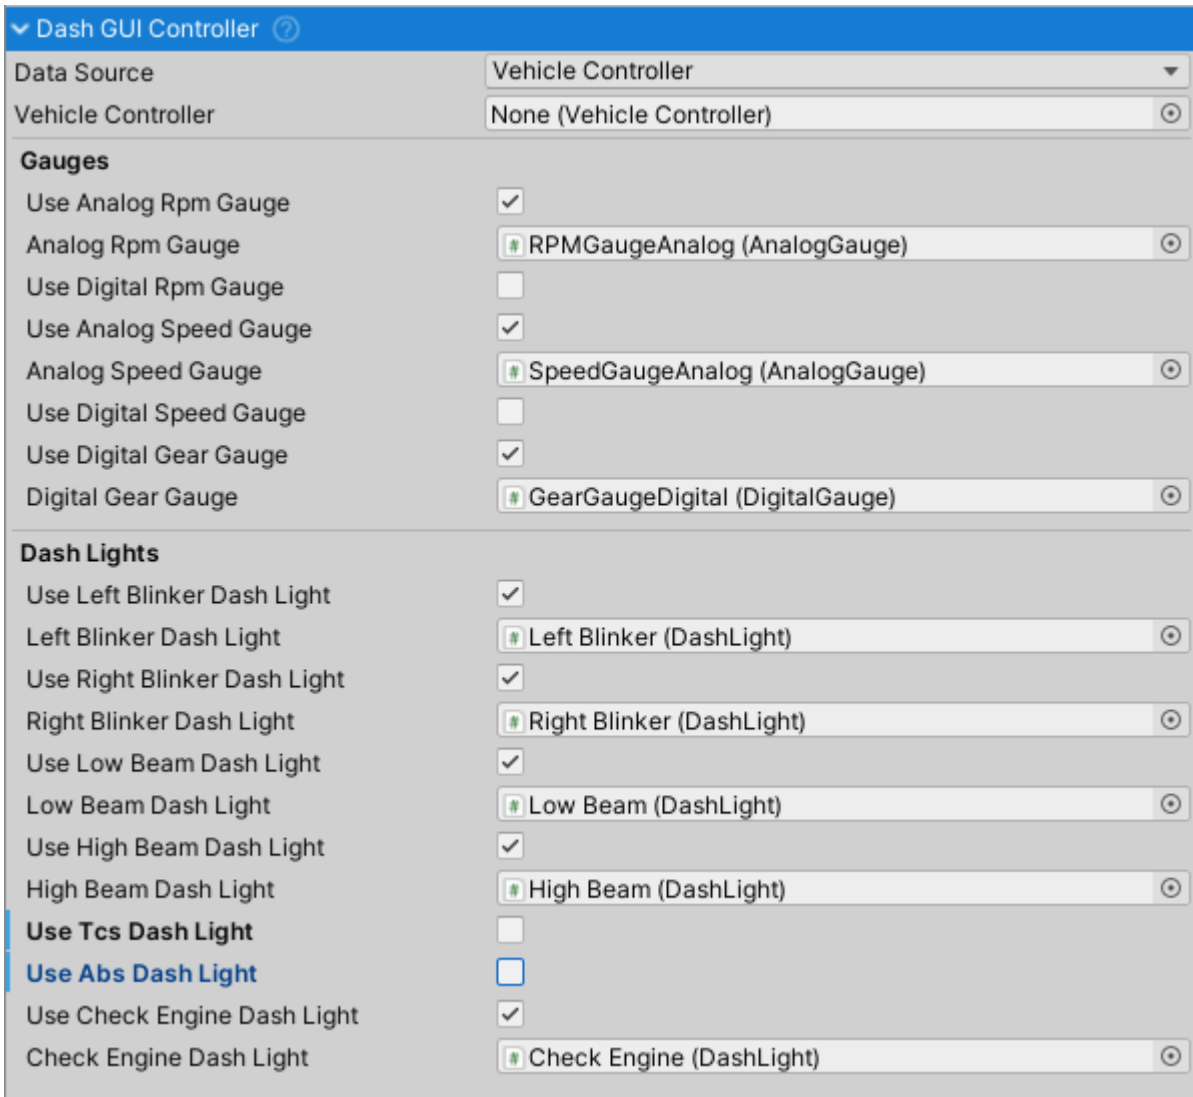 Dash GUI Controller ?
Data Source Vehicle Controller
Vehicle Controller None (Vehicle Controller)
Gauges
Use Analog Rpm Gauge
Analog Rpm Gauge # RPMGaugeAnalog (AnalogGauge)
Use Digital Rpm Gauge
Use Analog Speed Gauge
Analog Speed Gauge # SpeedGaugeAnalog (AnalogGauge)
Use Digital Speed Gauge
Use Digital Gear Gauge
Digital Gear Gauge # GearGaugeDigital (DigitalGauge)
Dash Lights
Use Left Blinker Dash Light
Left Blinker Dash Light # Left Blinker (DashLight)
Use Right Blinker Dash Light
Right Blinker Dash Light # Right Blinker (DashLight)
Use Low Beam Dash Light
Low Beam Dash Light # Low Beam (DashLight)
Use High Beam Dash Light
High Beam Dash Light # High Beam (DashLight)
Use Tcs Dash Light
Use Abs Dash Light
Use Check Engine Dash Light
Check Engine Dash Light # Check Engine (DashLight)